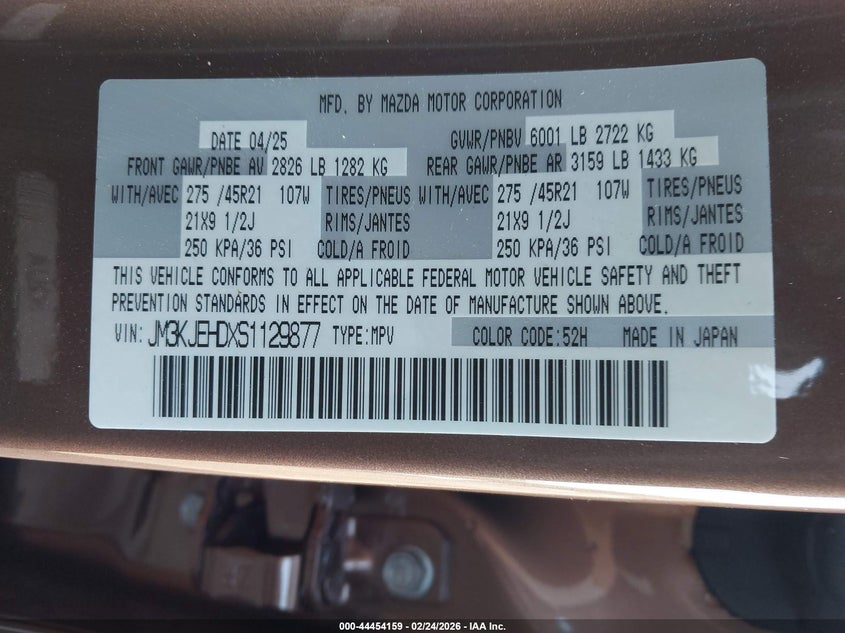 MFD. BY MAZDA MOTOR CORPORATION
DATE 04/25 GVWR/PNBV 6001 LB 2722 KG
FRONT GAWR/PNBE AV 2826 LB 1282 KG REAR GAWR/PNBE AR 3159 LB 1433 KG
WITH/AVEC 275 /45R21 107W TIRES/PNEUS WITH/AVEC 275 /45R21 107W TIRES/PNEUS
21X9 1/2J RIMS/JANTES 21X9 1/2J RIMS/JANTES
250 KPA/36 PSI COLD/A FROID 250 KPA/36 PSI COLD/A FROID
THIS VEHICLE CONFORMS TO ALL APPLICABLE FEDERAL MOTOR VEHICLE SAFETY AND THEFT
PREVENTION STANDARDS IN EFFECT ON THE DATE OF MANUFACTURE SHOWN ABOVE.
VIN: JM3KJEHDXS1129877 TYPE:MPV COLOR CODE:52H MADE IN JAPAN
000-44454159 - 02/24/2026 - IAA Inc.